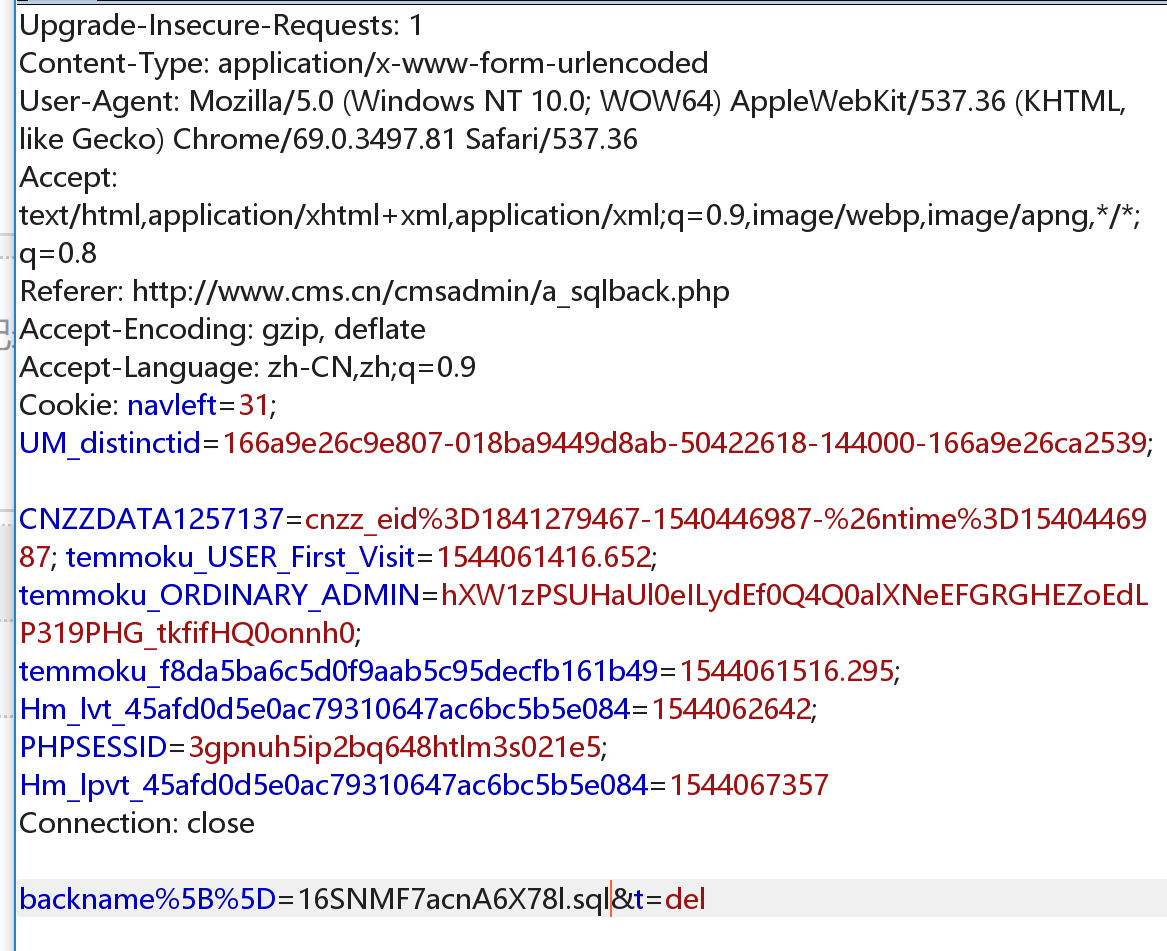 Upgrade-Insecure-Requests: 1
Content-Type: application/x-www-form-urlencoded
User-Agent: Mozilla/5.0 (Windows NT 10.0; WOW64) AppleWebKit/537.36 (KHTML,
like Gecko) Chrome/69.0.3497.81 Safari/537.36
Accept:
text/html,application/xhtml+xml,application/xml;q=0.9,image/webp,image/apng,*/*;
q=0.8
Referer: http://www.cms.cn/cmsadmin/a_sqlback.php
Accept-Encoding: gzip, deflate
Accept-Language: zh-CN,zh;q=0.9
Cookie: navleft=31;
UM_distinctid=166a9e26c9e807-018ba9449d8ab-50422618-144000-166a9e26ca2539;
CNZZDATA1257137=cnzz_eid%3D1841279467-1540446987-%26ntime%3D15404469
87; temmoku_USER_First_Visit=1544061416.652;
temmoku_ORDINARY_ADMIN=hXW1zPSUHaUl0eILydEf0Q4Q0alXNeEFGRGHEZoEdL
P319PHG_tkfifHQ0onnh0;
temmoku_f8da5ba6c5d0f9aab5c95decfb161b49=1544061516.295;
Hm_lvt_45afd0d5e0ac79310647ac6bc5b5e084=1544062642;
PHPSESSID=3gpnuh5ip2bq648htlm3s021e5;
Hm_lpvt_45afd0d5e0ac79310647ac6bc5b5e084=1544067357
Connection: close
backname%5B%5D=16SNMF7acnA6X78l.sql&t=del